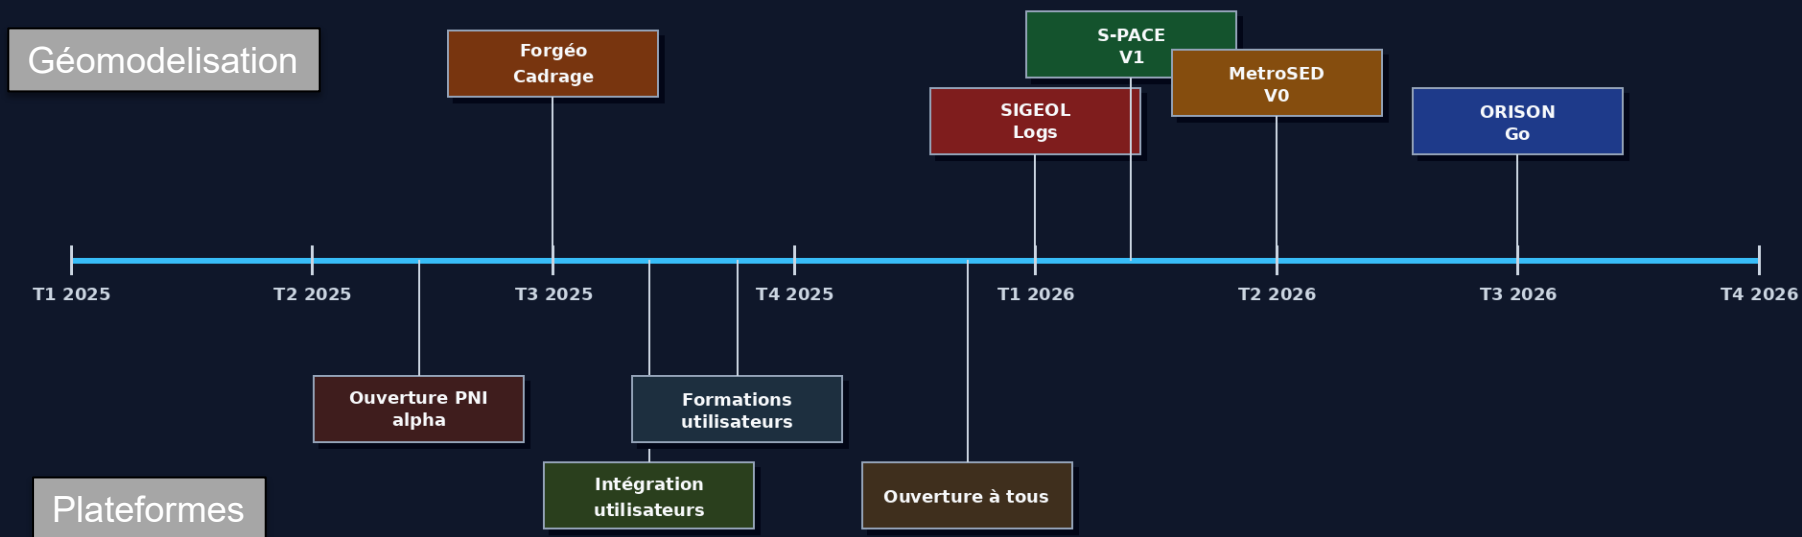 Géomodelisation
Forgéo
Cadrage
S-PACE
V1
MetroSED
V0
SIGEOL
Logs
ORISON
Go
T1 2025
T2 2025
T3 2025
T4 2025
T1 2026
T2 2026
T3 2026
T4 2026
Ouverture PNI
alpha
Formations
utilisateurs
Intégration
utilisateurs
Ouverture à tous
Plateformes